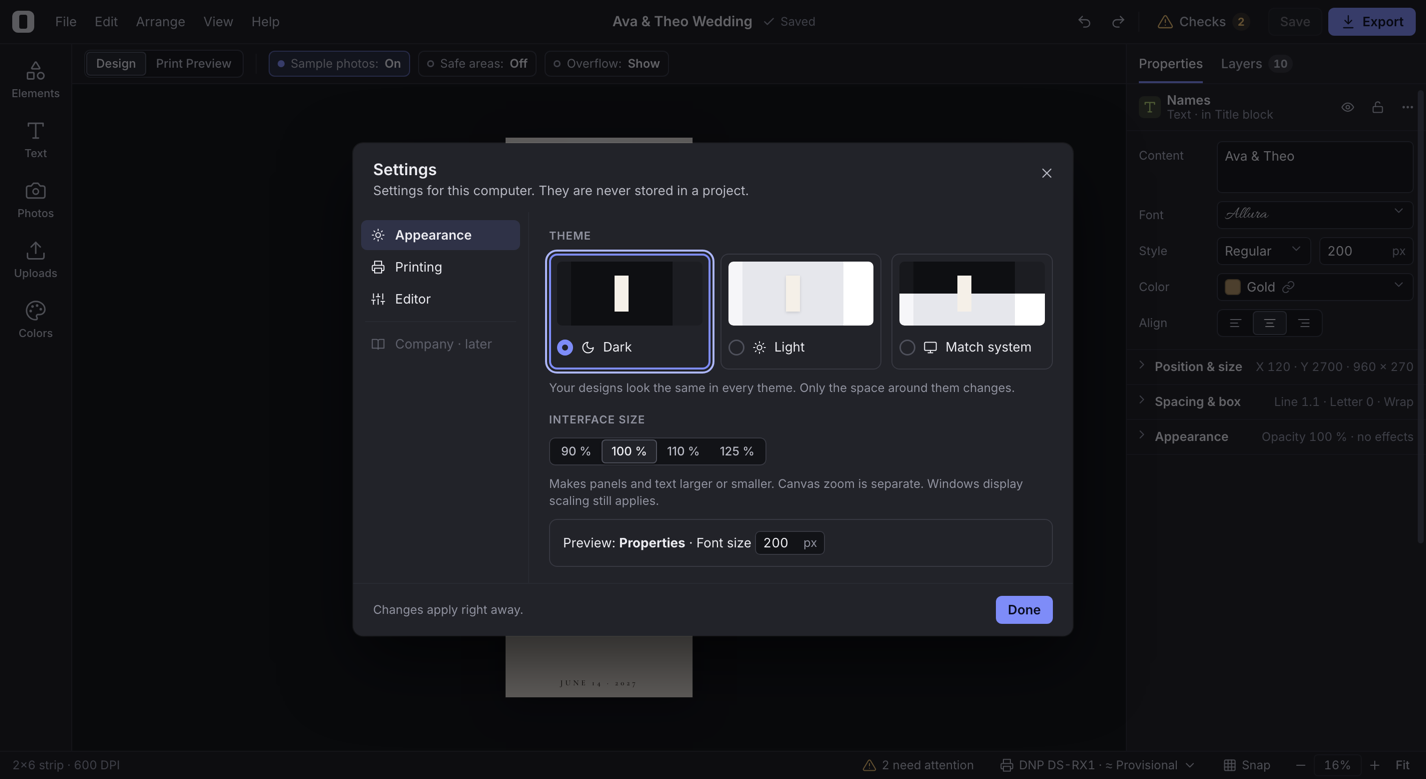 File Edit Arrange View Help
Ava & Theo Wedding
Saved
Checks 2
Save
Export
Design
Print Preview
Sample photos: On
Safe areas: Off
Overflow: Show
Properties
Layers 10
Elements
Text
Photos
Uploads
Colors
Names
Text · in Title block
Content
Ava & Theo
Font
Allura
Style
Regular
200 px
Color
Gold
Align
Position & size
X 120 · Y 2700 · 960 × 270
Spacing & box
Line 1.1 · Letter 0 · Wrap
Appearance
Opacity 100 % · no effects
Settings
Settings for this computer. They are never stored in a project.
Appearance
Printing
Editor
Company · later
THEME
Dark
Light
Match system
Your designs look the same in every theme. Only the space around them changes.
INTERFACE SIZE
90 % 100 % 110 % 125 %
Makes panels and text larger or smaller. Canvas zoom is separate. Windows display
scaling still applies.
Preview: Properties · Font size 200 px
Changes apply right away.
Done
JUNE 14 · 2027
2×6 strip · 600 DPI
2 need attention
DNP DS-RX1 · ≈ Provisional
Snap
16%
Fit